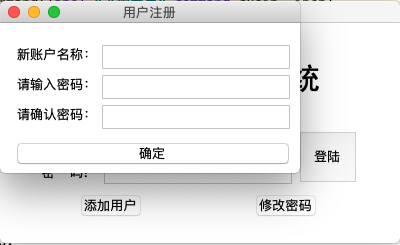 用户注册
新账户名称：
请输入密码：
请确认密码：
确定
统
登陆
密 码：
添加用户
修改密码